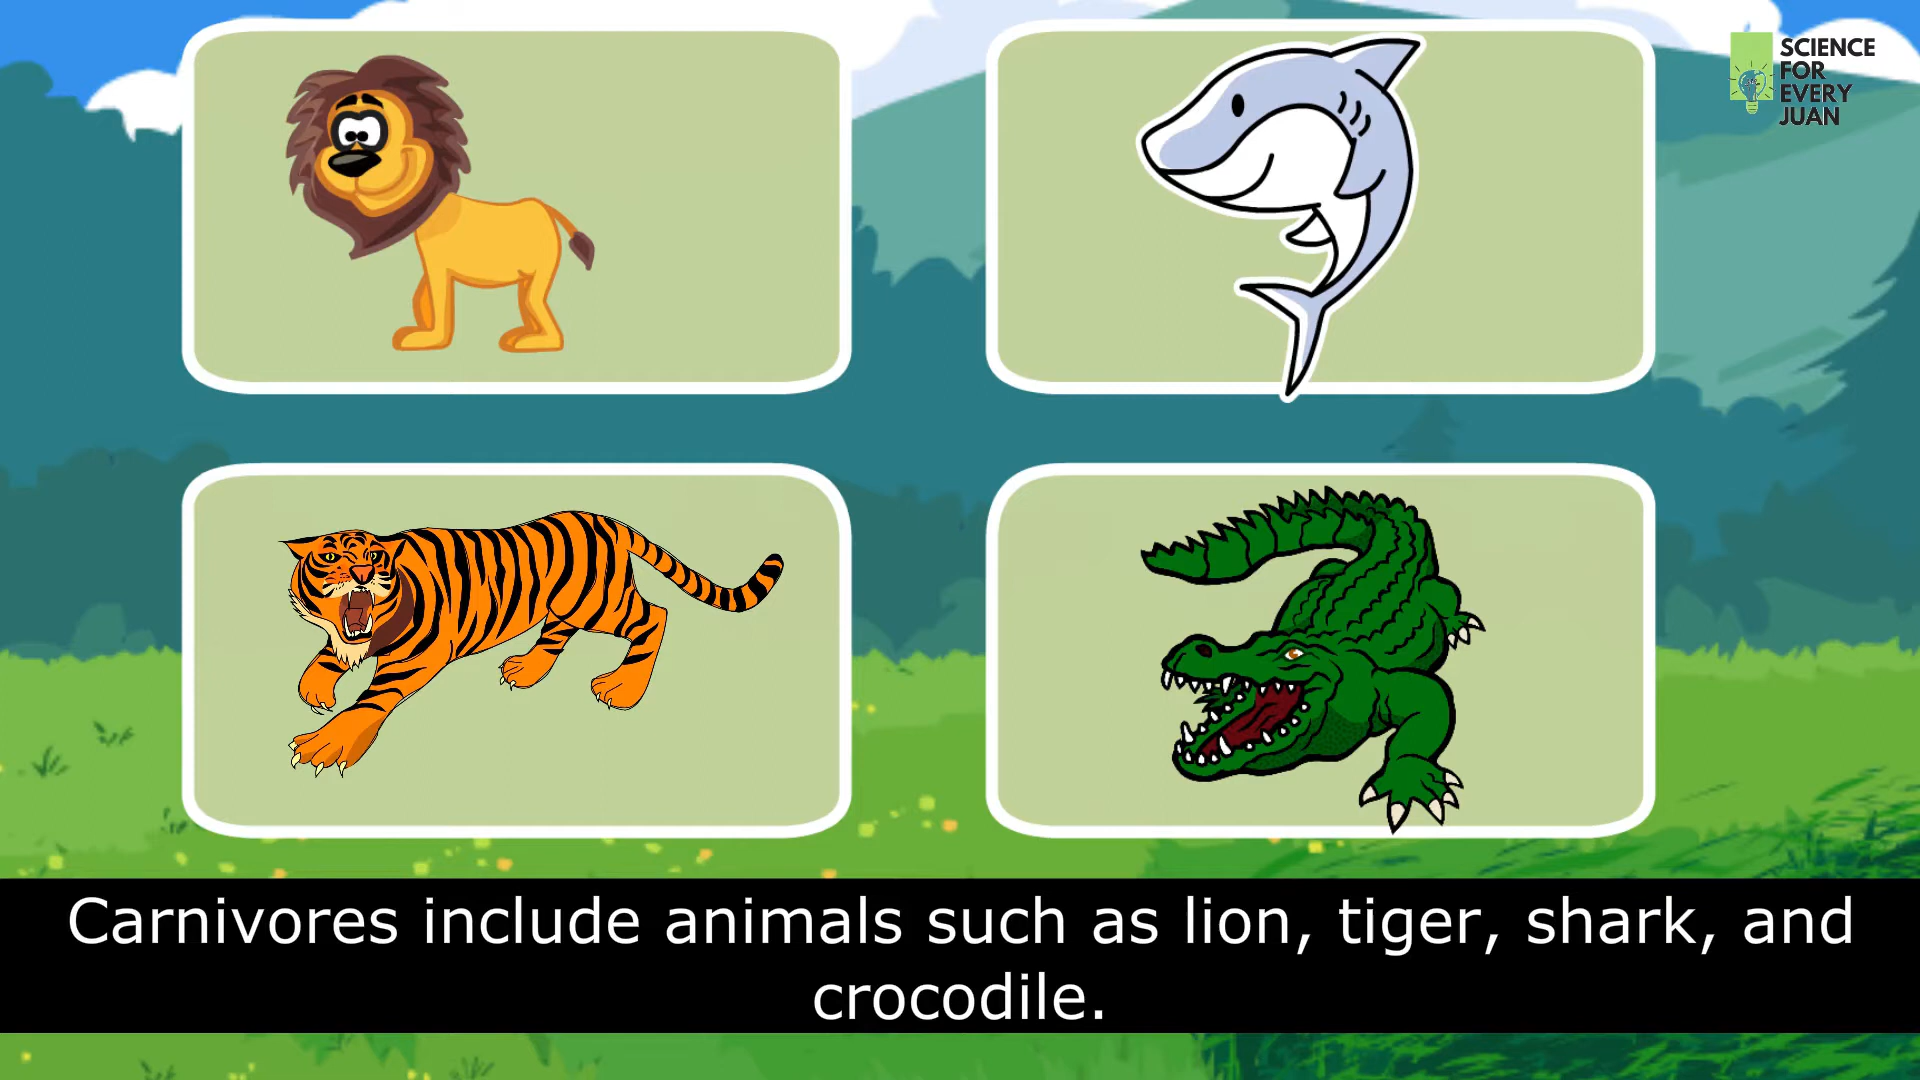 SCIENCE
FOR
EVERY
JUAN
Carnivores include animals such as lion, tiger, shark, and
crocodile.